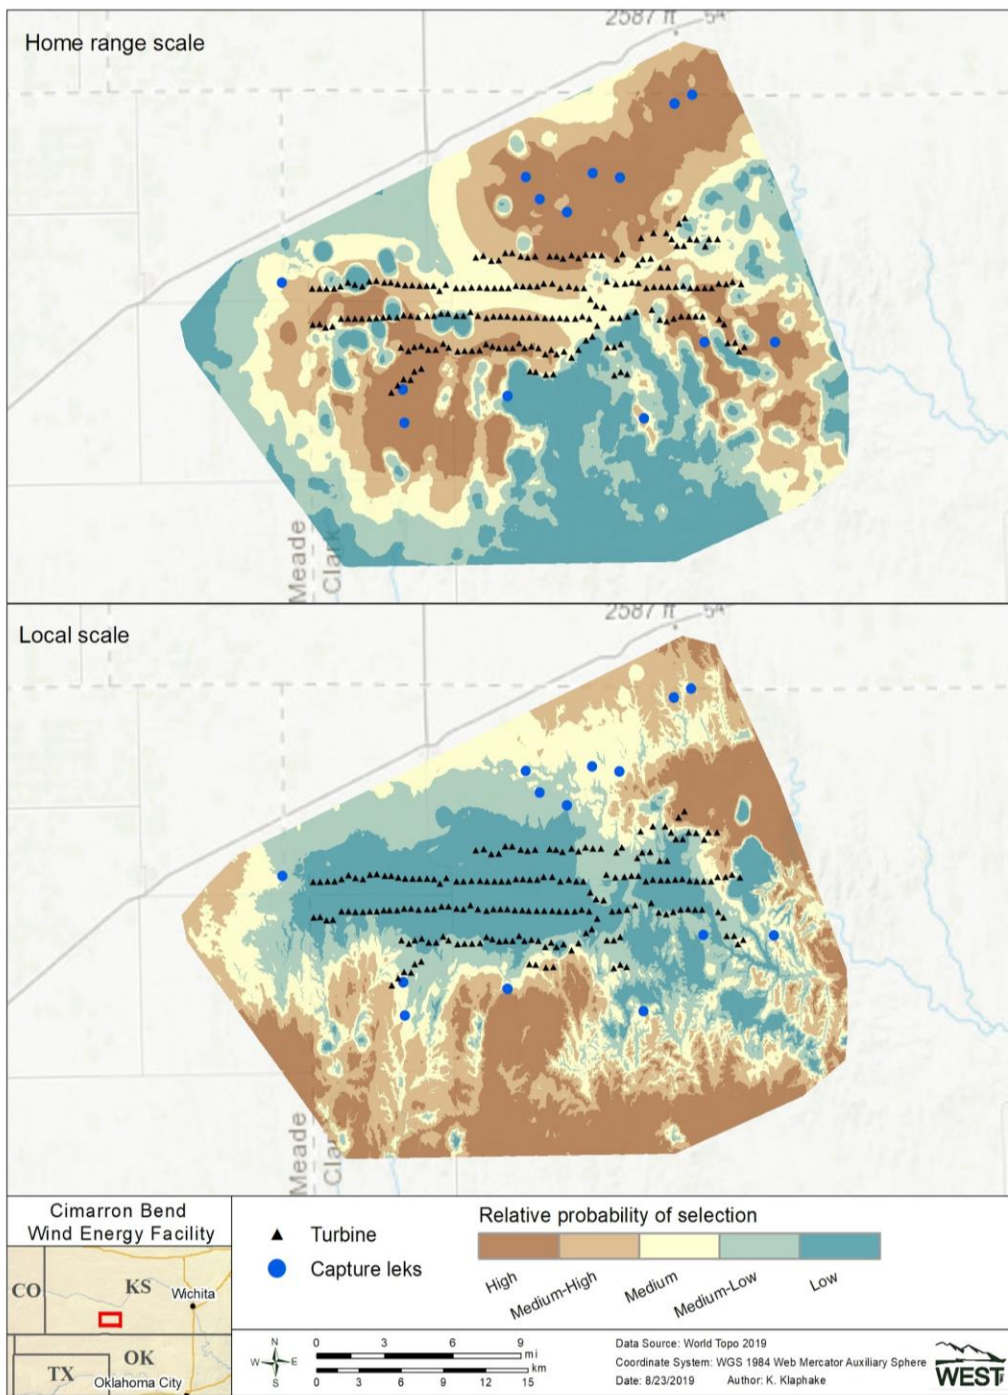 2587 ft 54
Home range scale
Meade
Clark
2587 ft 54
Local scale
Meade
Cla
Cimarron Bend
Wind Energy Facility
CO
KS
Wichita
OK
TX
Oklahoma City
Turbine
Capture leks
Relative probability of selection
High
Medium-High
Medium
Medium-Low
Low
N
W E
S
0 3 6 9
mi
km
0 3 6 9 12 15
Data Source: World Topo 2019
Coordinate System: WGS 1984 Web Mercator Auxiliary Sphere
Date: 8/23/2019 Author: K. Klaphake
WEST